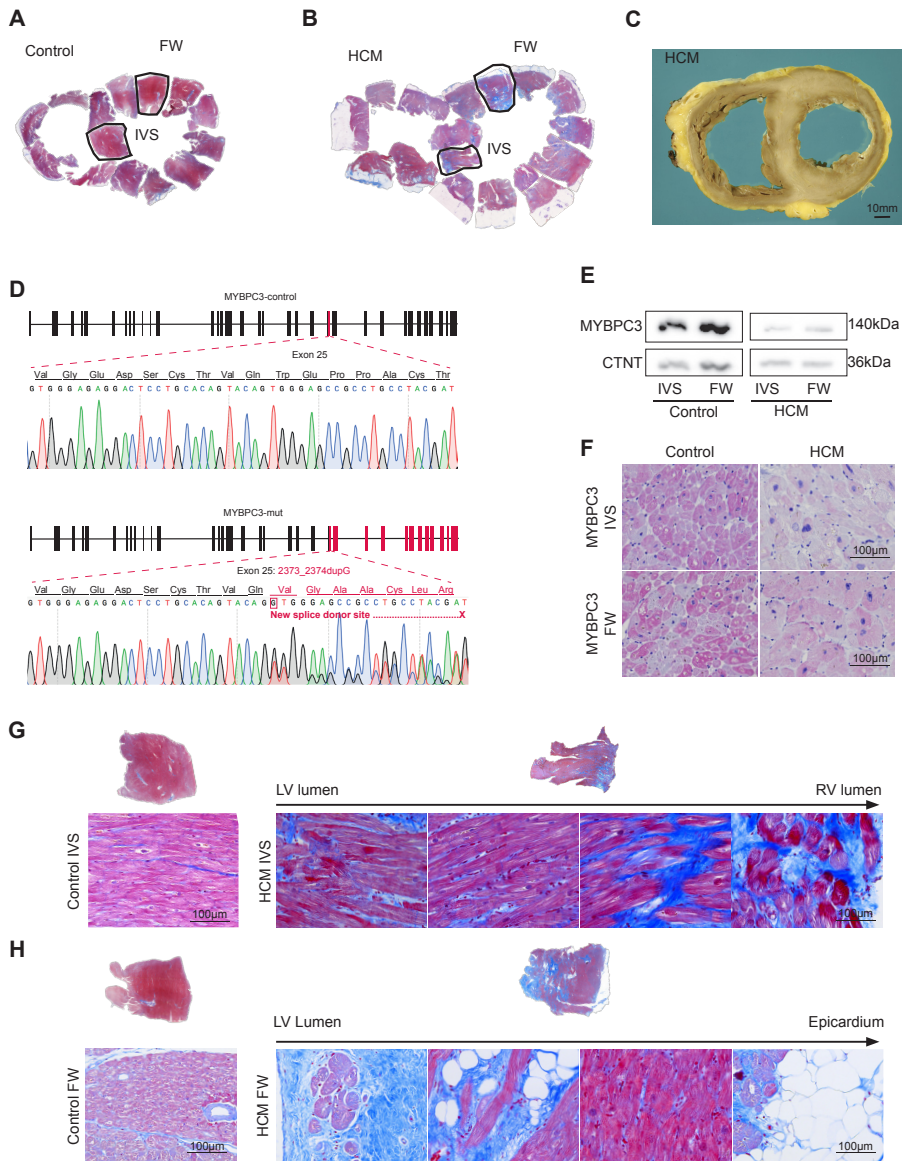 A
Control
FW
IVS
B
HCM
FW
IVS
C
HCM
10mm
D
MYBPC3-control
Exon 25
Val Gly Glu Asp Ser Cys Thr Val Gln Trp Glu Pro Pro Ala Cys Thr
GTGGGAGAGGACTCCTGCACAGTACAGTGGGAGCCGCCTGCCTACGAT
MYBPC3-mut
Exon 25: 2373_2374dupG
Val Gly Glu Asp Ser Cys Thr Val Gln Val Gly Ala Ala Cys Leu Arg
GTGGGAGAGGACTCCTGCACAGTACAGGTGGGAGCCGCCTGCCTACGAT
New splice donor site ........................X
E
MYBPC3
140kDa
CTNT
36kDa
IVS FW IVS FW
Control HCM
F
Control HCM
MYBPC3
IVS
100µm
MYBPC3
FW
100µm
G
LV lumen RV lumen
Control IVS
100µm
HCM IVS
100µm
H
LV Lumen Epicardium
Control FW
100µm
HCM FW
100µm